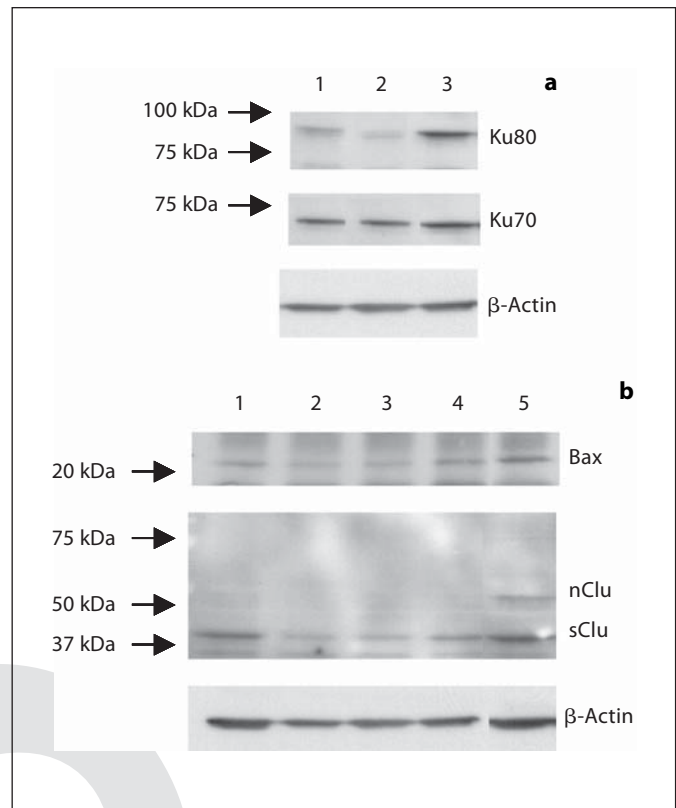 1 2 3 a
100 kDa
Ku80
75 kDa
75 kDa
Ku70
β-Actin
b
1 2 3 4 5
Bax
20 kDa
75 kDa
nClu
50 kDa
sClu
37 kDa
β-Actin